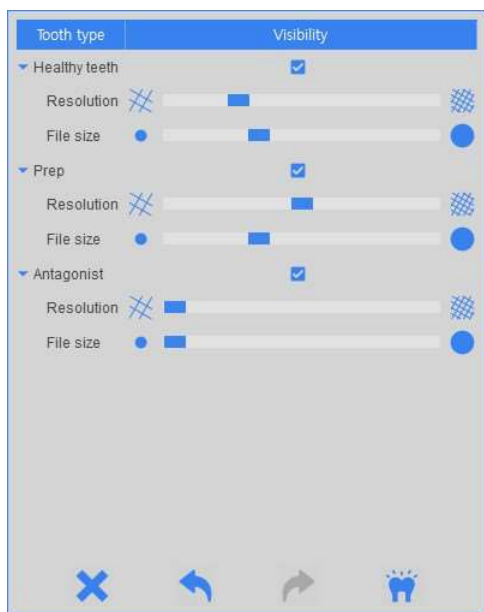 Tooth type Visibility
Healthy teeth
Resolution
File size
Prep
Resolution
File size
Antagonist
Resolution
File size